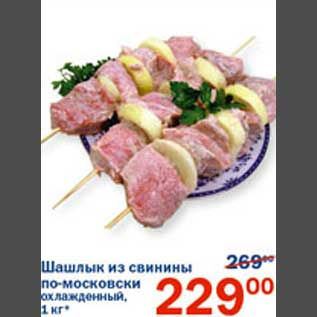 Шашлык из свинины
по-московски
охлажденный,
1 кг*
269⁰⁰
229⁰⁰